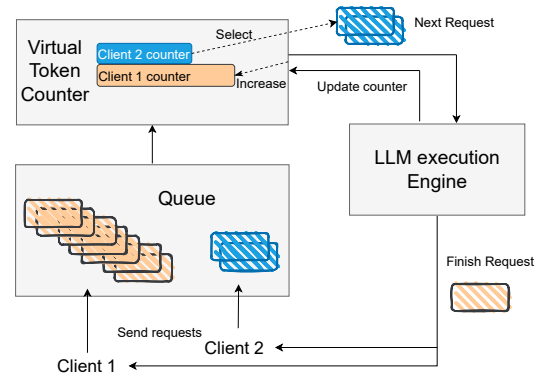 Select
Next Request
Virtual
Token
Counter
Client 2 counter
Client 1 counter
Increase
Update counter
LLM execution
Engine
Queue
Finish Request
Send requests
Client 2
Client 1